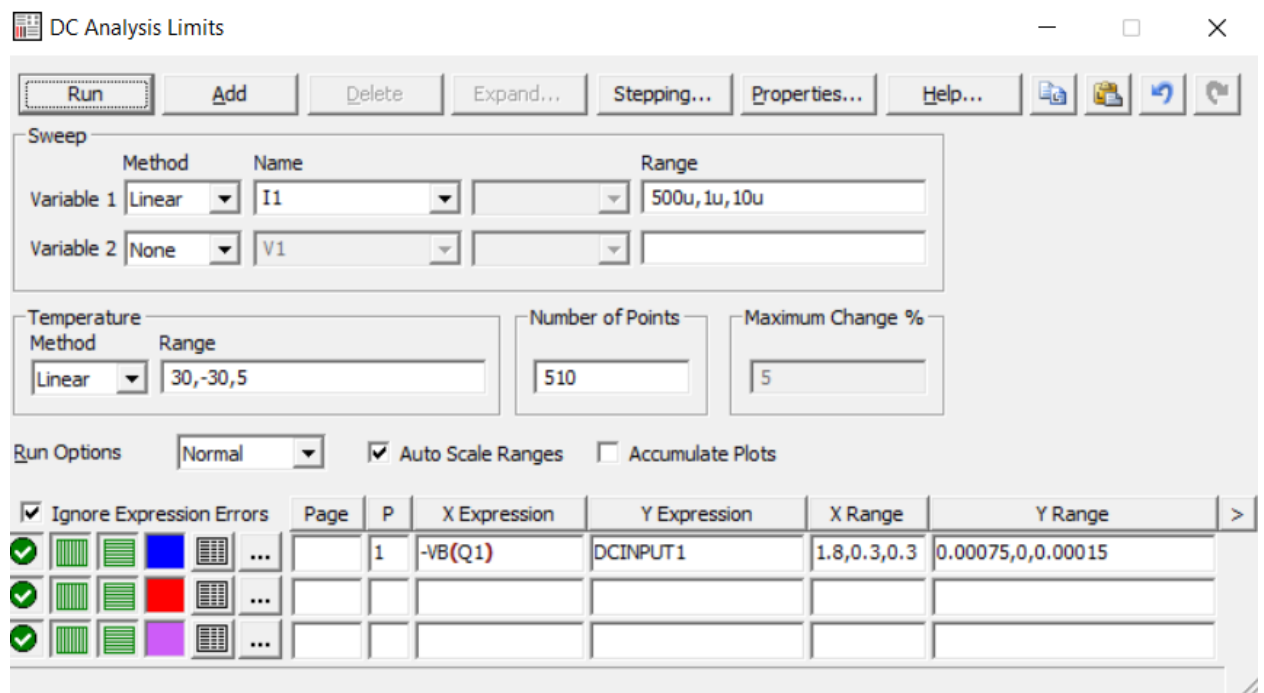 DC Analysis Limits
Run Add Delete Expand... Stepping... Properties... Help...
Sweep
Method Name Range
Variable 1 Linear I1 500u,1u,10u
Variable 2 None V1
Temperature Number of Points Maximum Change %
Method Range
Linear 30,-30,5 510 5
Run Options Normal Auto Scale Ranges Accumulate Plots
Ignore Expression Errors Page P X Expression Y Expression X Range Y Range >
... 1 -VB(Q1) DCINPUT1 1.8,0.3,0.3 0.00075,0,0.00015
...
...